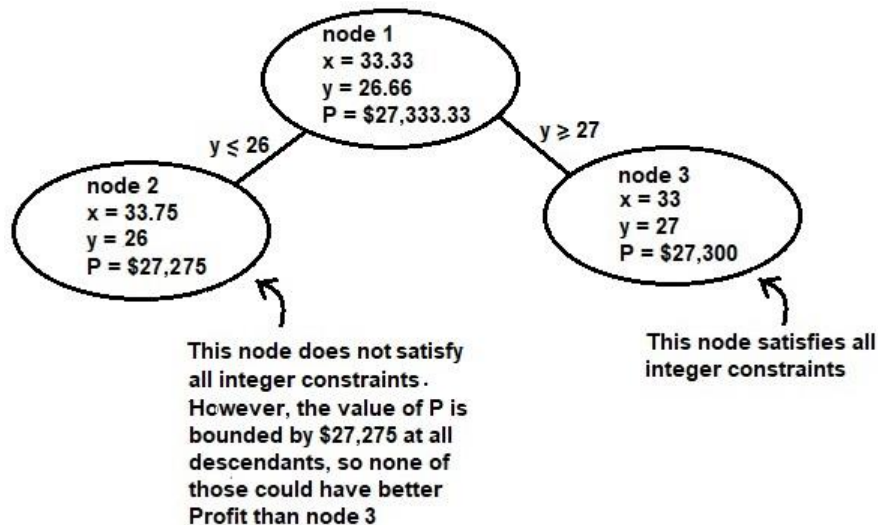 node 1
x = 33.33
y = 26.66
P = $27,333.33
y ≤ 26
y ≥ 27
node 2
x = 33.75
y = 26
P = $27,275
node 3
x = 33
y = 27
P = $27,300
This node does not satisfy
all integer constraints.
However, the value of P is
bounded by $27,275 at all
descendants, so none of
those could have better
Profit than node 3
This node satisfies all
integer constraints